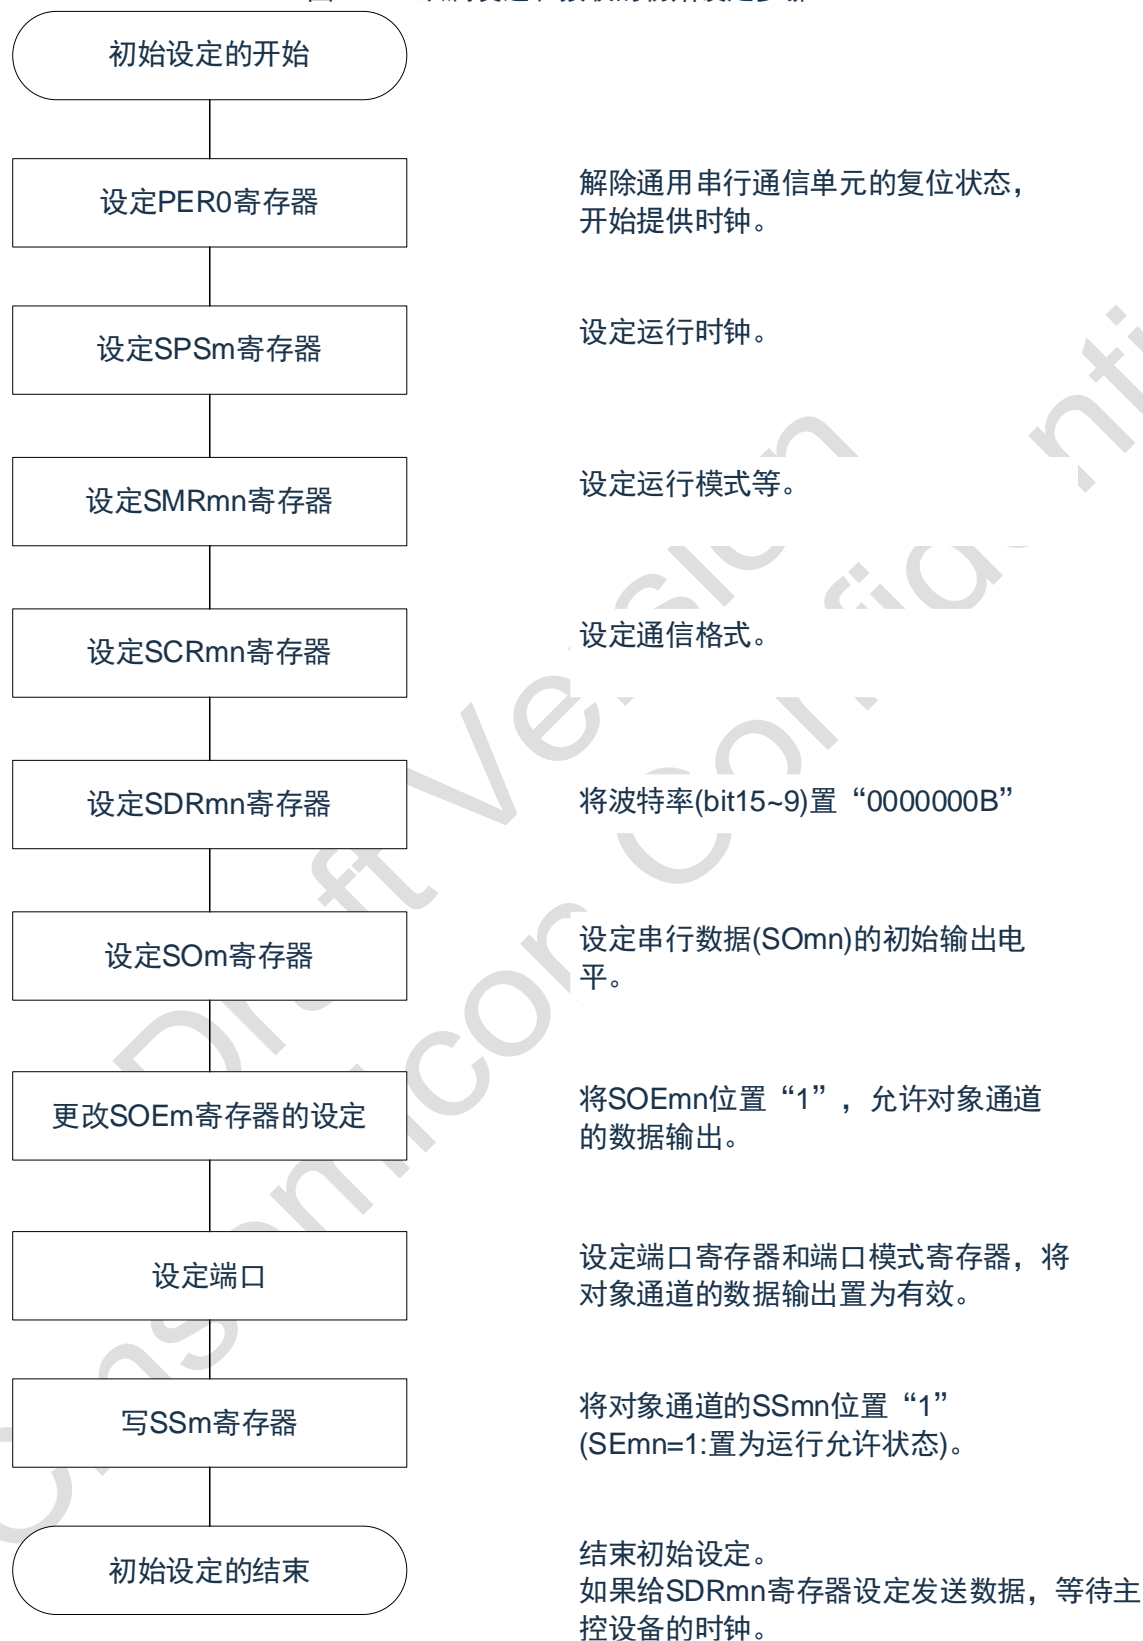 初始设定的开始
设定PER0寄存器
解除通用串行通信单元的复位状态，
开始提供时钟。
设定SPSm寄存器
设定运行时钟。
设定SMRmn寄存器
设定运行模式等。
设定SCRmn寄存器
设定通信格式。
设定SDRmn寄存器
将波特率(bit15~9)置“0000000B”
设定SOm寄存器
设定串行数据(SOmn)的初始输出电
平。
更改SOEm寄存器的设定
将SOEmn位置“1”，允许对象通道
的数据输出。
设定端口
设定端口寄存器和端口模式寄存器，将
对象通道的数据输出置为有效。
写SSm寄存器
将对象通道的SSmn位置“1”
(SEmn=1:置为运行允许状态)。
初始设定的结束
结束初始设定。
如果给SDRmn寄存器设定发送数据，等待主
控设备的时钟。